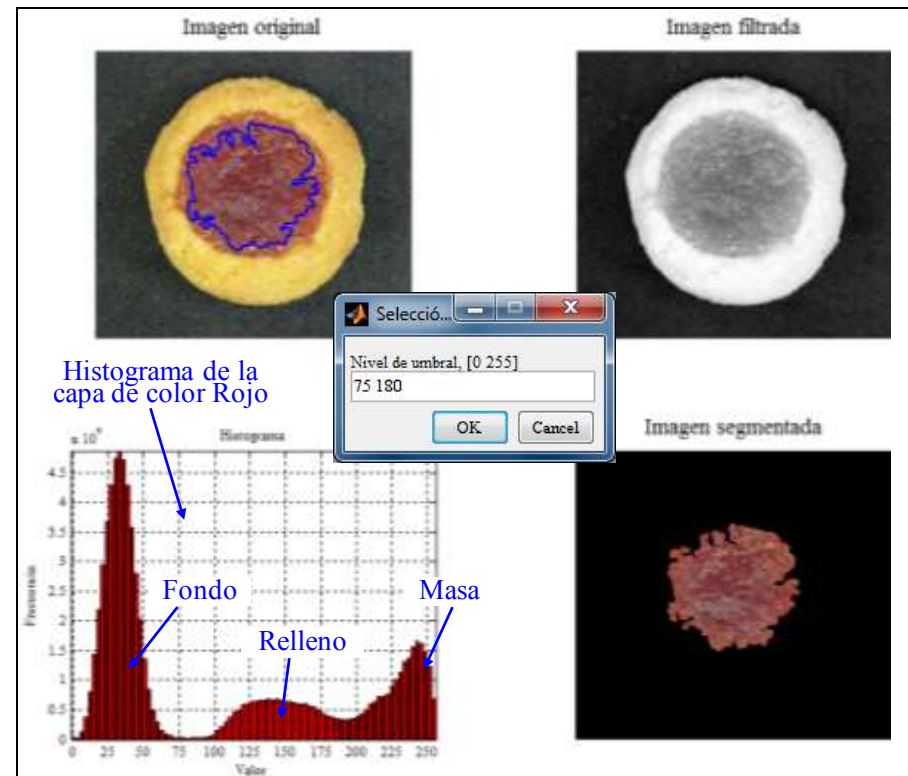 Imagen original
Imagen filtrada
Selecció...
Nivel de umbral, [0 255]
75 180
OK
Cancel
Histograma de la
capa de color Rojo
Histograma
Imagen segmentada
4.5
4
3.5
3
2.5
2
1.5
1
0.5
0
Frecuencia
Fondo
Relleno
Masa
0 25 50 75 100 125 150 175 200 225 250
Value